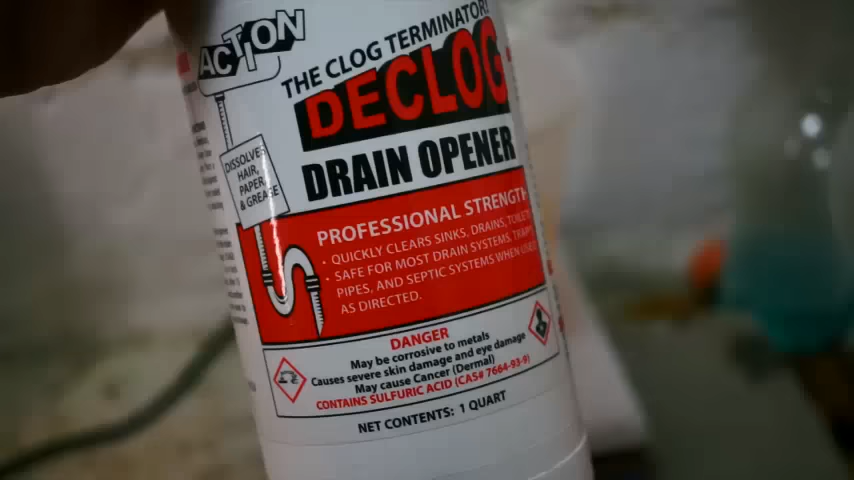 ACTION
THE CLOG TERMINATOR!
DECLOG
DRAIN OPENER
DISSOLVES
HAIR,
PAPER,
& GREASE
PROFESSIONAL STRENGTH
• QUICKLY CLEARS SINKS, DRAINS, TOILETS
• SAFE FOR MOST DRAIN SYSTEMS, TRAPS,
PIPES, AND SEPTIC SYSTEMS WHEN USED
AS DIRECTED.
DANGER
May be corrosive to metals
Causes severe skin damage and eye damage
May cause Cancer (Dermal)
CONTAINS SULFURIC ACID (CAS# 7664-93-9)
NET CONTENTS: 1 QUART